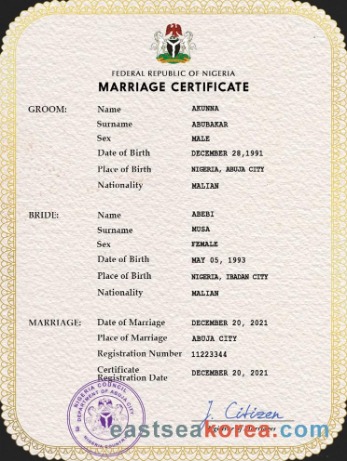 FEDERAL REPUBLIC OF NIGERIA
MARRIAGE CERTIFICATE
GROOM: Name AKUNNA
Surname ABUBAKAR
Sex MALE
Date of Birth DECEMBER 28,1991
Place of Birth NIGERIA, ABUJA CITY
Nationality MALIAN
BRIDE: Name ABEBI
Surname MUSA
Sex FEMALE
Date of Birth MAY 05, 1993
Place of Birth NIGERIA, IBADAN CITY
Nationality MALIAN
MARRIAGE: Date of Marriage DECEMBER 20, 2021
Place of Marriage ABUJA CITY
Registration Number 11223344
Certificate
Registration Date DECEMBER 20, 2021
NIGERIA COUNCIL
DEPARTMENT OF ABUJA CITY
J. Citizen
eastseakorea.com